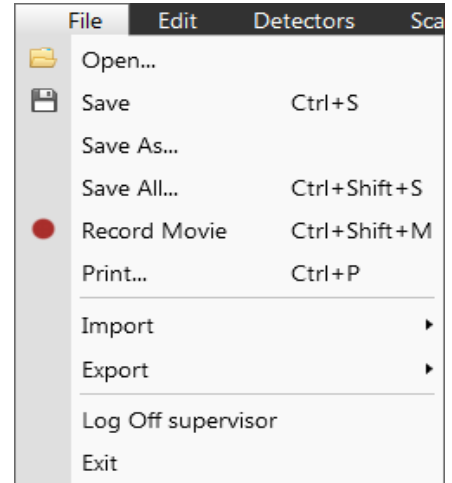 File Edit Detectors Sca
Open...
Save Ctrl+S
Save As...
Save All... Ctrl+Shift+S
Record Movie Ctrl+Shift+M
Print... Ctrl+P
Import
Export
Log Off supervisor
Exit